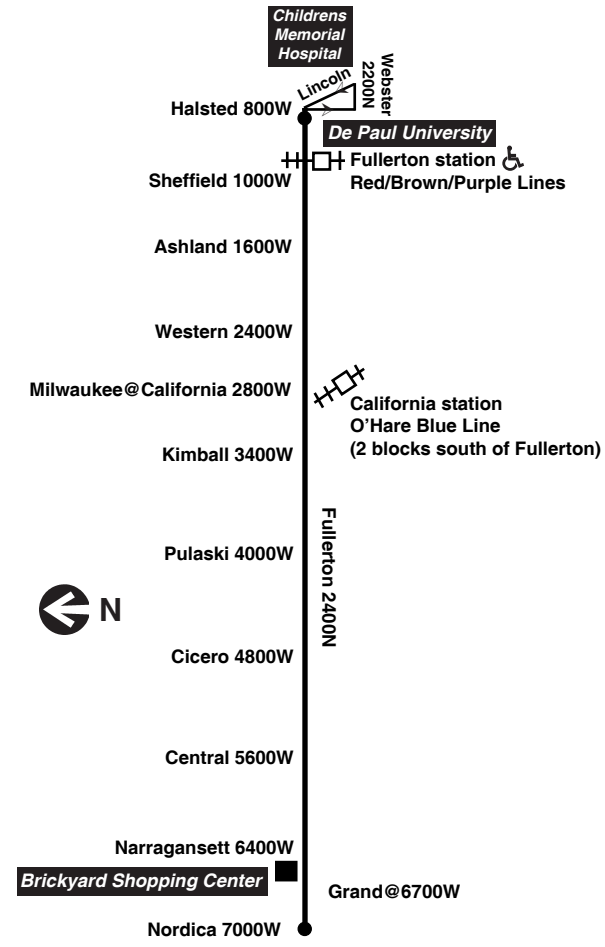 Childrens
Memorial
Hospital
Lincoln
Webster
2200N
Halsted 800W
De Paul University
Fullerton station
Sheffield 1000W
Red/Brown/Purple Lines
Ashland 1600W
Western 2400W
Milwaukee@California 2800W
California station
O'Hare Blue Line
(2 blocks south of Fullerton)
Kimball 3400W
Fullerton 2400N
Pulaski 4000W
N
Cicero 4800W
Central 5600W
Narragansett 6400W
Brickyard Shopping Center
Grand@6700W
Nordica 7000W